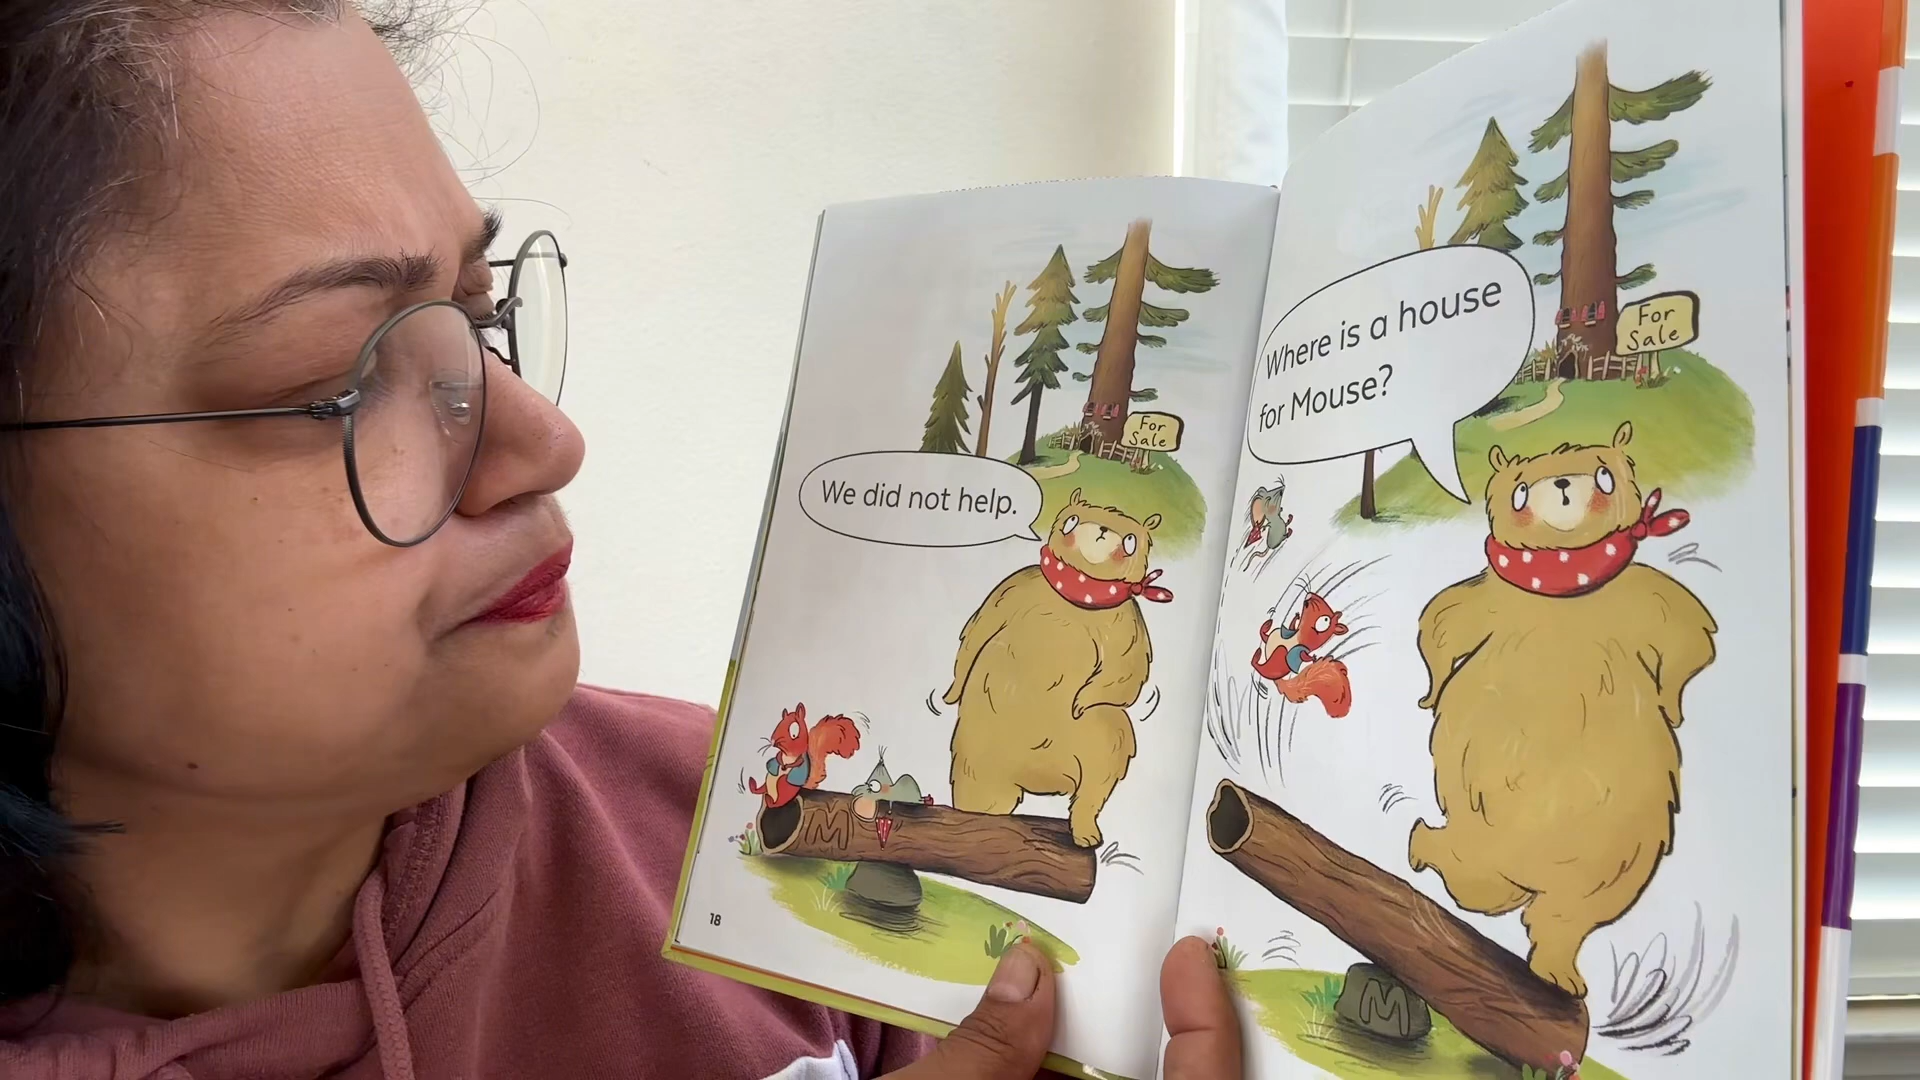 For
Sale
We did not help.
M
18
Where is a house
for Mouse?
For
Sale
M